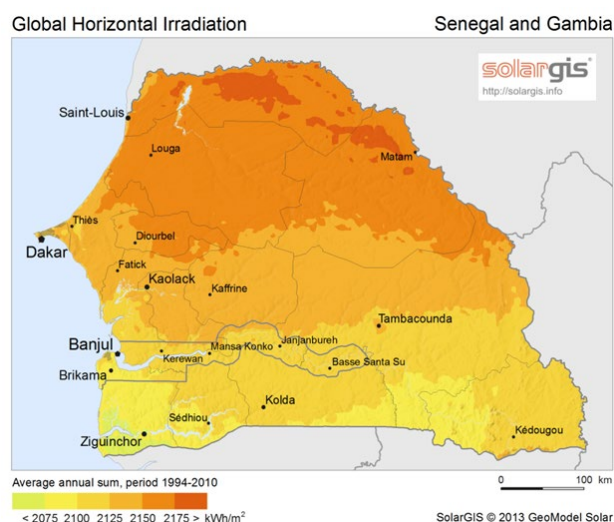 Global Horizontal Irradiation
Senegal and Gambia
solargis®
http://solargis.info
Saint-Louis
Louga
Matam
Thiès
Diourbel
Dakar
Fatick
Kaolack
Kaffrine
Tambacounda
Banjul
Kerewan
Mansa Konko
Janjanbureh
Basse Santa Su
Brikama
Kolda
Sédhiou
Ziguinchor
Kédougou
Average annual sum, period 1994-2010
0 100 km
< 2075 2100 2125 2150 2175 > kWh/m²
SolarGIS © 2013 GeoModel Solar